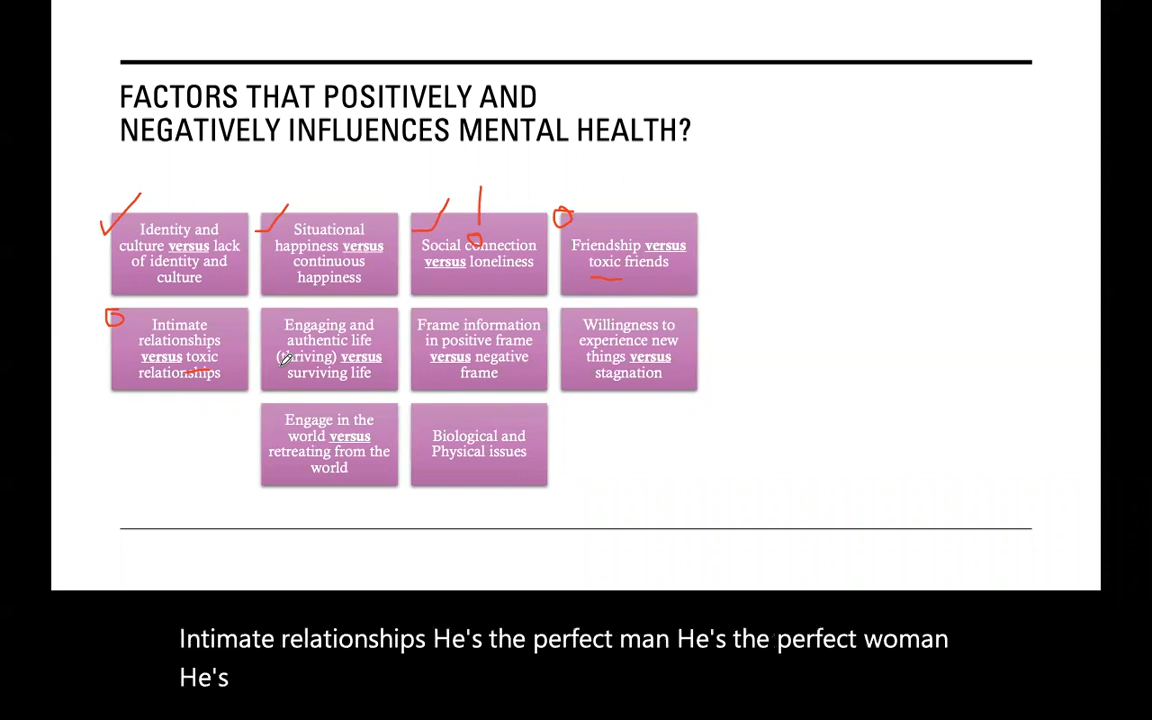 FACTORS THAT POSITIVELY AND
NEGATIVELY INFLUENCES MENTAL HEALTH?
Identity and
culture versus lack
of identity and
culture
Situational
happiness versus
continuous
happiness
Social connection
versus loneliness
Friendship versus
toxic friends
Intimate
relationships
versus toxic
relationships
Engaging and
authentic life
(thriving) versus
surviving life
Frame information
in positive frame
versus negative
frame
Willingness to
experience new
things versus
stagnation
Engage in the
world versus
retreating from the
world
Biological and
Physical issues
Intimate relationships He's the perfect man He's the perfect woman
He's